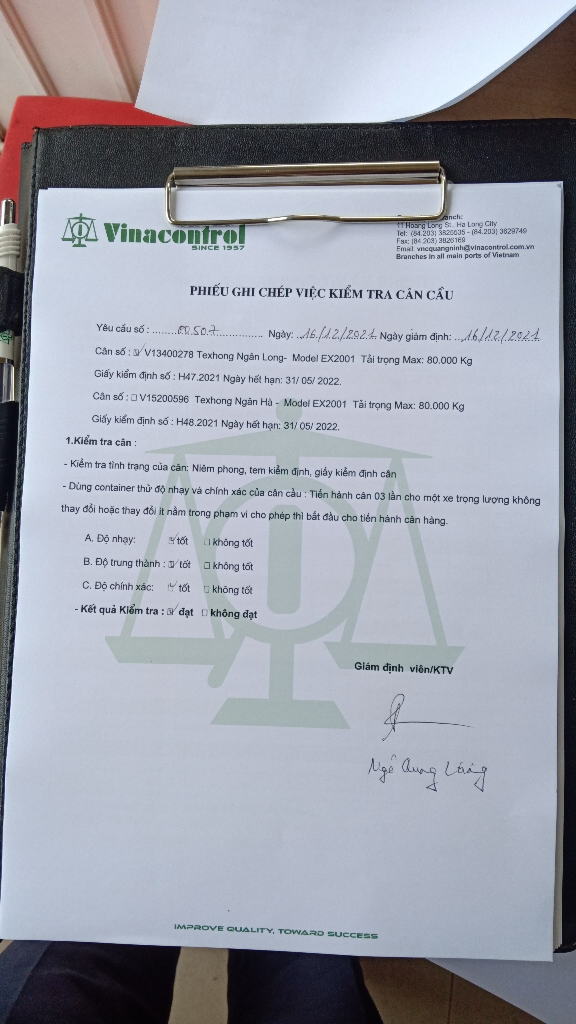 Vinacontrol
SINCE 1957
anch:
11 Hoang Long St., Ha Long City
Tel: (84.203) 3825535 - (84.203) 3629749
Fax: (84.203) 3826169
Email: vncquangninh@vinacontrol.com.vn
Branches in all main ports of Vietnam
PHIẾU GHI CHÉP VIỆC KIỂM TRA CÂN CẦU
Yêu cầu số : ........00507................ Ngày: 16/12/2021 Ngày giám định: ..16/12/2021
Cân số : ☑ V13400278 Texhong Ngân Long- Model EX2001 Tải trọng Max: 80.000 Kg
Giấy kiểm định số : H47.2021 Ngày hết hạn: 31/ 05/ 2022.
Cân số : ☐ V15200596 Texhong Ngân Hà - Model EX2001 Tải trọng Max: 80.000 Kg
Giấy kiểm định số : H48.2021 Ngày hết hạn: 31/ 05/ 2022.
1.Kiểm tra cân :
- Kiểm tra tình trạng của cân: Niêm phong, tem kiểm định, giấy kiểm định cân
- Dùng container thử độ nhạy và chính xác của cân cầu : Tiến hành cân 03 lần cho một xe trọng lượng không
thay đổi hoặc thay đổi ít nằm trong phạm vi cho phép thì bắt đầu cho tiến hành cân hàng.
A. Độ nhạy: ☑ tốt ☐ không tốt
B. Độ trung thành : ☑ tốt ☐ không tốt
C. Độ chính xác: ☑ tốt ☐ không tốt
- Kết quả Kiểm tra : ☑ đạt ☐ không đạt
Giám định viên/KTV
Ngô Quang
IMPROVE QUALITY, TOWARD SUCCESS